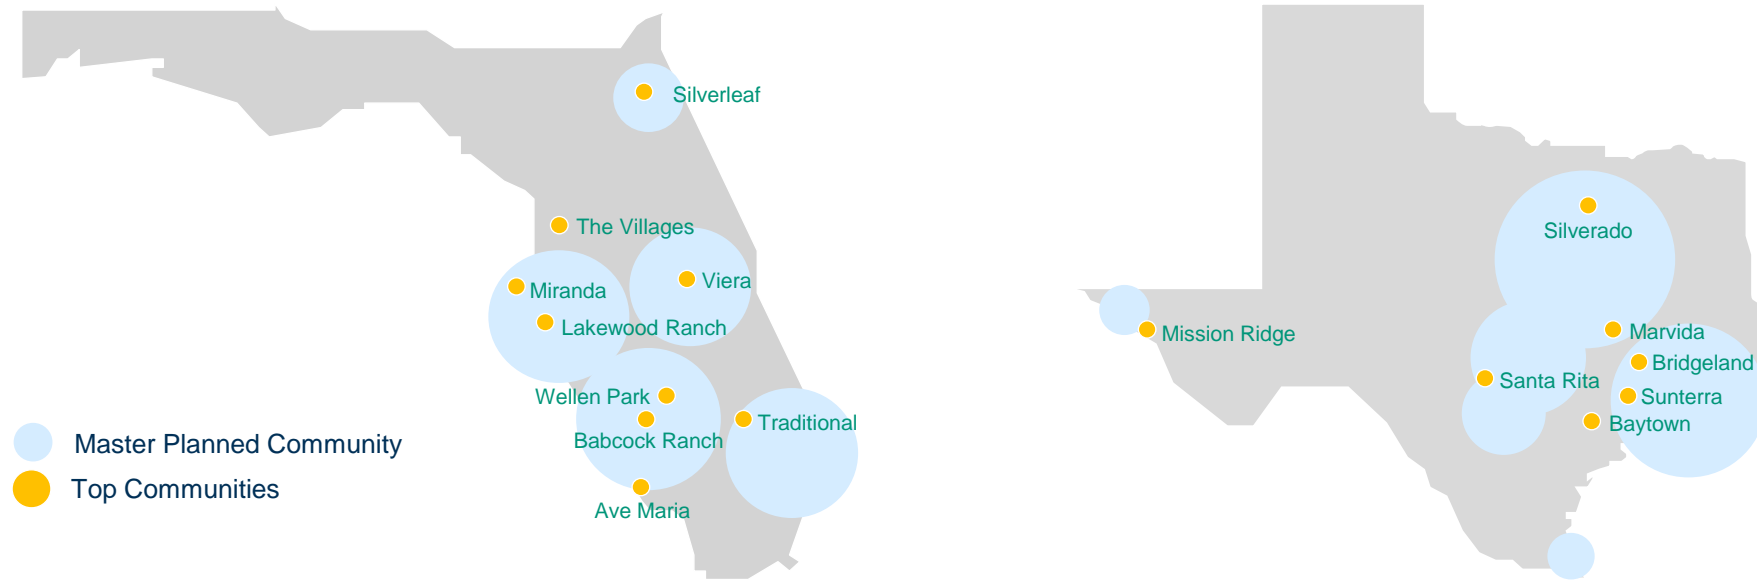 Silverleaf
The Villages
Viera
Miranda
Lakewood Ranch
Wellen Park
Babcock Ranch
Traditional
Ave Maria
Master Planned Community
Top Communities
Silverado
Mission Ridge
Marvida
Bridgeland
Santa Rita
Sunterra
Baytown